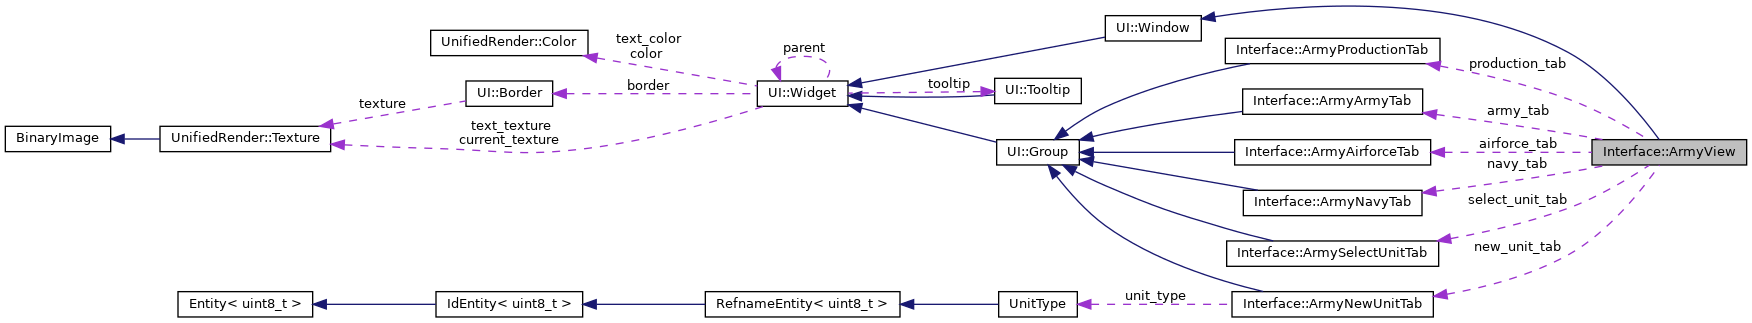 UI::Window
UnifiedRender::Color
text_color
color
parent
Interface::ArmyProductionTab
production_tab
UI::Border
border
UI::Widget
tooltip
UI::Tooltip
texture
Interface::ArmyArmyTab
army_tab
BinaryImage
UnifiedRender::Texture
text_texture
current_texture
UI::Group
Interface::ArmyAirforceTab
airforce_tab
Interface::ArmyView
navy_tab
Interface::ArmyNavyTab
select_unit_tab
Interface::ArmySelectUnitTab
new_unit_tab
Entity< uint8_t >
IdEntity< uint8_t >
RefnameEntity< uint8_t >
UnitType
unit_type
Interface::ArmyNewUnitTab